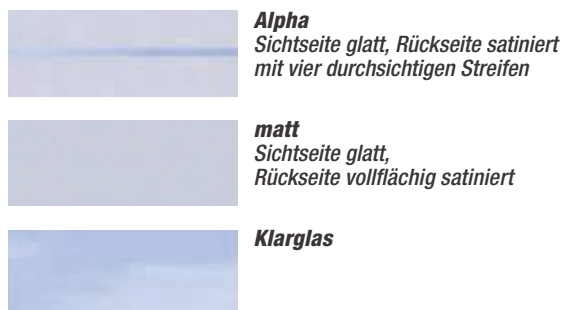 Alpha
Sichtseite glatt, Rückseite satiniert
mit vier durchsichtigen Streifen
matt
Sichtseite glatt,
Rückseite vollflächig satiniert
Klarglas